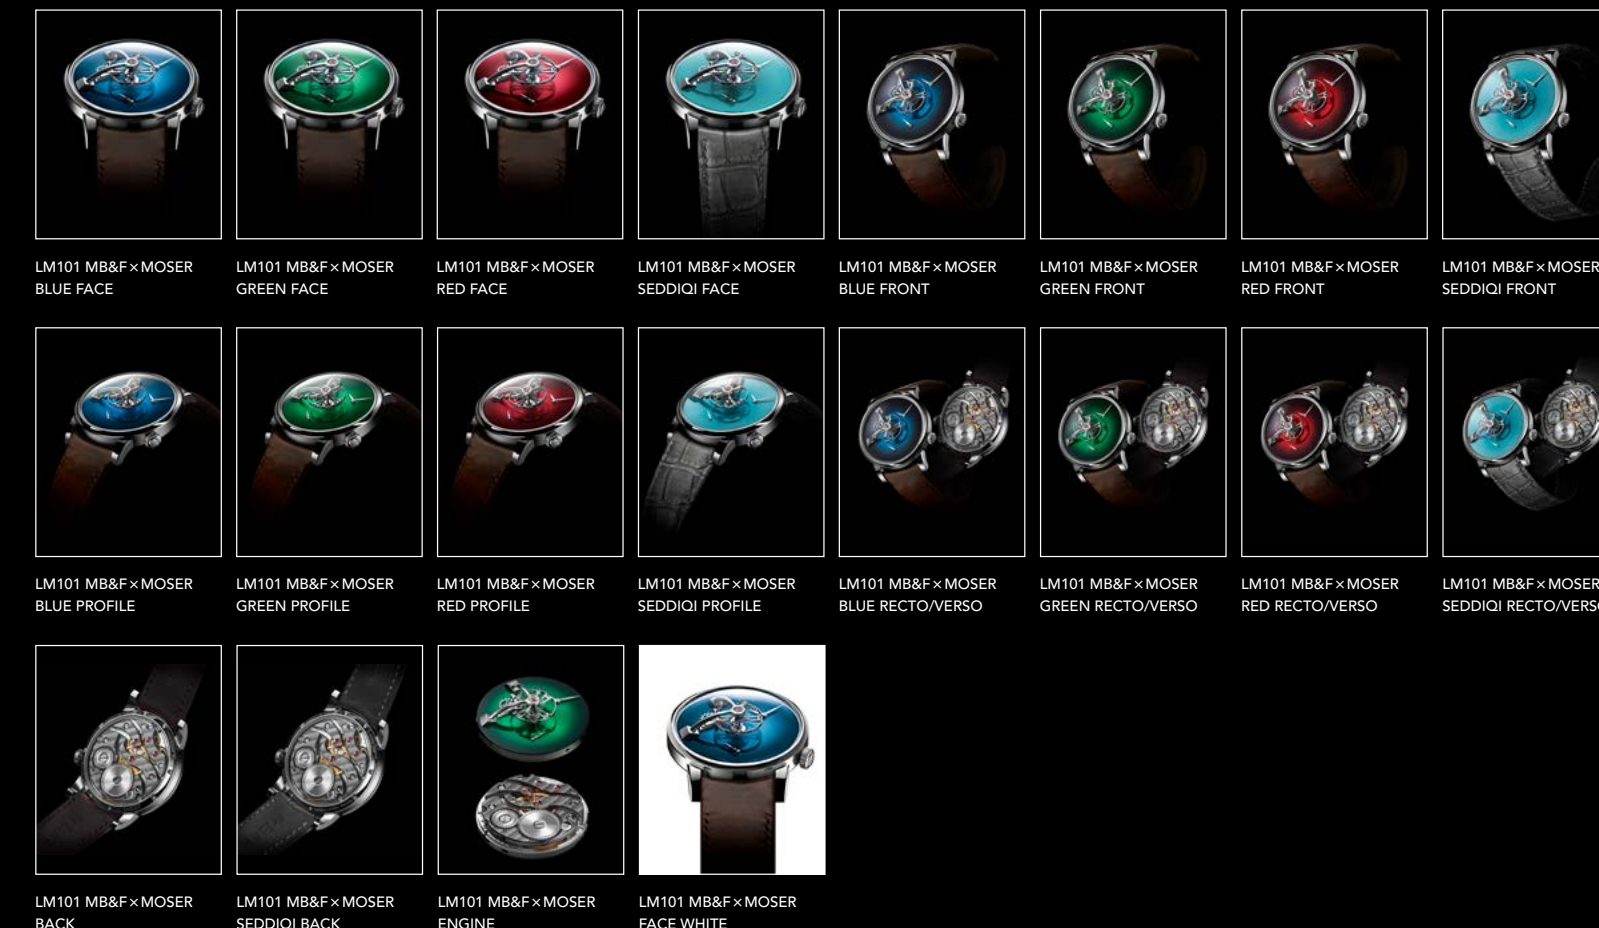 LM101 MB&F×MOSER
BLUE FACE
LM101 MB&F×MOSER
GREEN FACE
LM101 MB&F×MOSER
RED FACE
LM101 MB&F×MOSER
SEDDIQI FACE
LM101 MB&F×MOSER
BLUE FRONT
LM101 MB&F×MOSER
GREEN FRONT
LM101 MB&F×MOSER
RED FRONT
LM101 MB&F×MOSER
SEDDIQI FRONT
LM101 MB&F×MOSER
BLUE PROFILE
LM101 MB&F×MOSER
GREEN PROFILE
LM101 MB&F×MOSER
RED PROFILE
LM101 MB&F×MOSER
SEDDIQI PROFILE
LM101 MB&F×MOSER
BLUE RECTO/VERSO
LM101 MB&F×MOSER
GREEN RECTO/VERSO
LM101 MB&F×MOSER
RED RECTO/VERSO
LM101 MB&F×MOSER
SEDDIQI RECTO/VERSO
LM101 MB&F×MOSER
BACK
LM101 MB&F×MOSER
SEDDIQI BACK
LM101 MB&F×MOSER
ENGINE
LM101 MB&F×MOSER
FACE WHITE